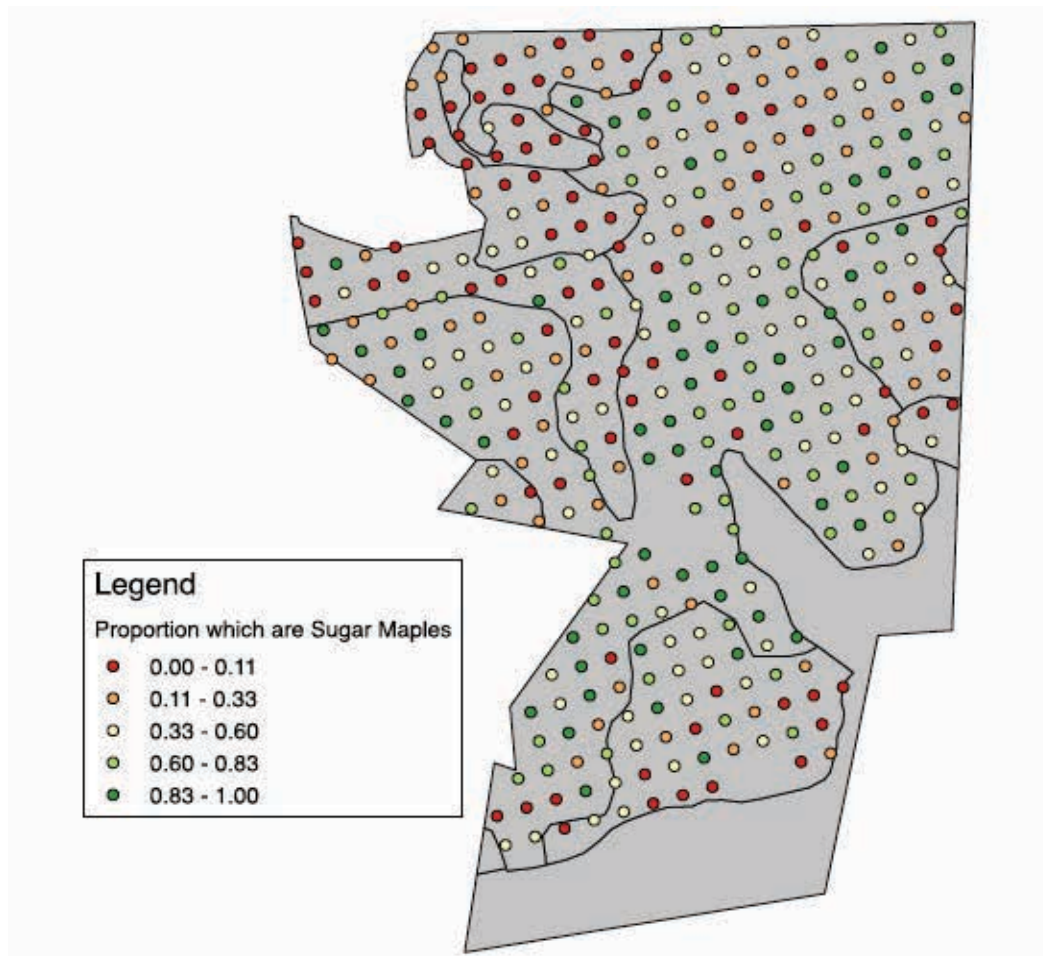 Legend
Proportion which are Sugar Maples
0.00 - 0.11
0.11 - 0.33
0.33 - 0.60
0.60 - 0.83
0.83 - 1.00